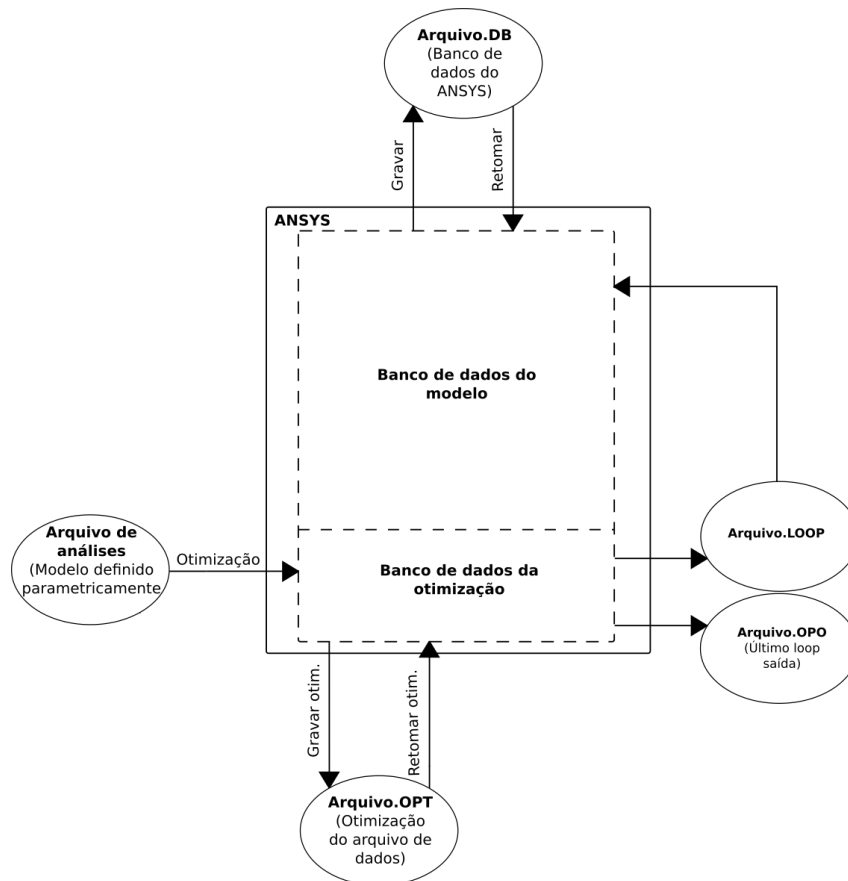 Arquivo.DB
(Banco de
dados do
ANSYS)
Gravar
Retomar
ANSYS
Banco de dados do
modelo
Arquivo de
análises
(Modelo definido
parametricamente
Otimização
Banco de dados da
otimização
Arquivo.LOOP
Arquivo.OPO
(Último loop
saída)
Gravar otim.
Retomar otim.
Arquivo.OPT
(Otimização
do arquivo de
dados)